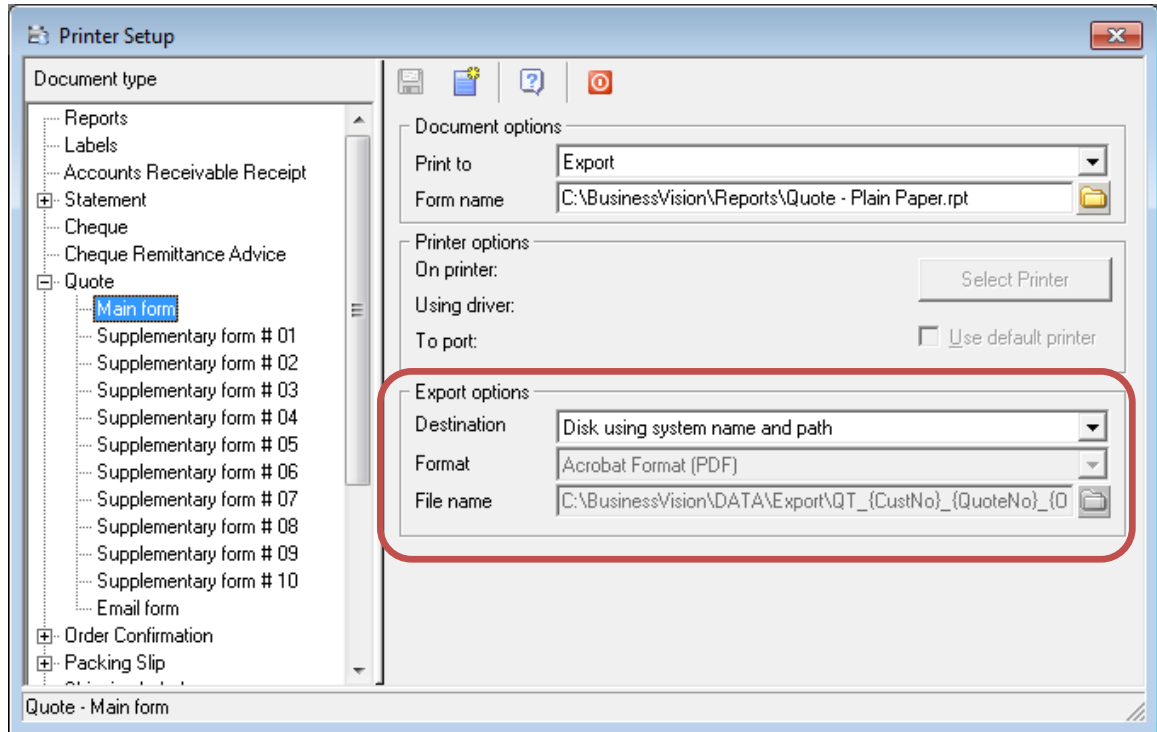 Printer Setup
Document type
Reports
Labels
Accounts Receivable Receipt
Statement
Cheque
Cheque Remittance Advice
Quote
Main form
Supplementary form # 01
Supplementary form # 02
Supplementary form # 03
Supplementary form # 04
Supplementary form # 05
Supplementary form # 06
Supplementary form # 07
Supplementary form # 08
Supplementary form # 09
Supplementary form # 10
Email form
Order Confirmation
Packing Slip
Document options
Print to Export
Form name C:\BusinessVision\Reports\Quote - Plain Paper.rpt
Printer options
On printer: Select Printer
Using driver:
To port: Use default printer
Export options
Destination Disk using system name and path
Format Acrobat Format (PDF)
File name C:\BusinessVision\DATA\Export\QT_{CustNo}_{QuoteNo}_{O
Quote - Main form